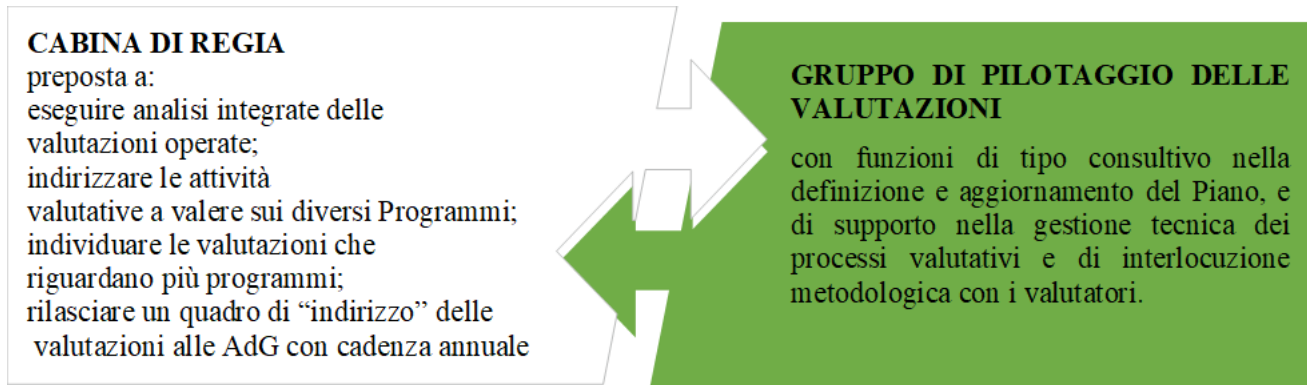 CABINA DI REGIA
preposta a:
eseguire analisi integrate delle
valutazioni operate;
indirizzare le attività
valutative a valere sui diversi Programmi;
individuare le valutazioni che
riguardano più programmi;
rilasciare un quadro di “indirizzo” delle
valutazioni alle AdG con cadenza annuale
GRUPPO DI PILOTAGGIO DELLE
VALUTAZIONI
con funzioni di tipo consultivo nella
definizione e aggiornamento del Piano, e
di supporto nella gestione tecnica dei
processi valutativi e di interlocuzione
metodologica con i valutatori.